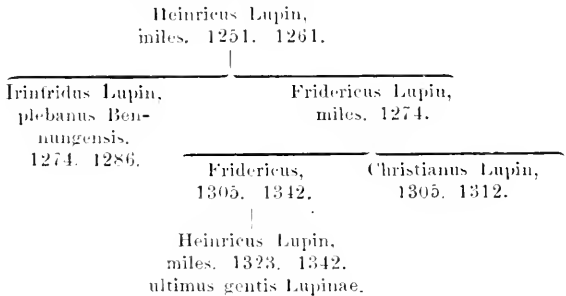 Heinricus Lupin,
miles. 1251. 1261.
Irinfridus Lupin,
plebanus Ben-
nungensis.
1274. 1286.
Fridericus Lupin,
miles. 1274.
Fridericus,
1305. 1342.
Christianus Lupin,
1305. 1312.
Heinricus Lupin,
miles. 1323. 1342.
ultimus gentis Lupinae.